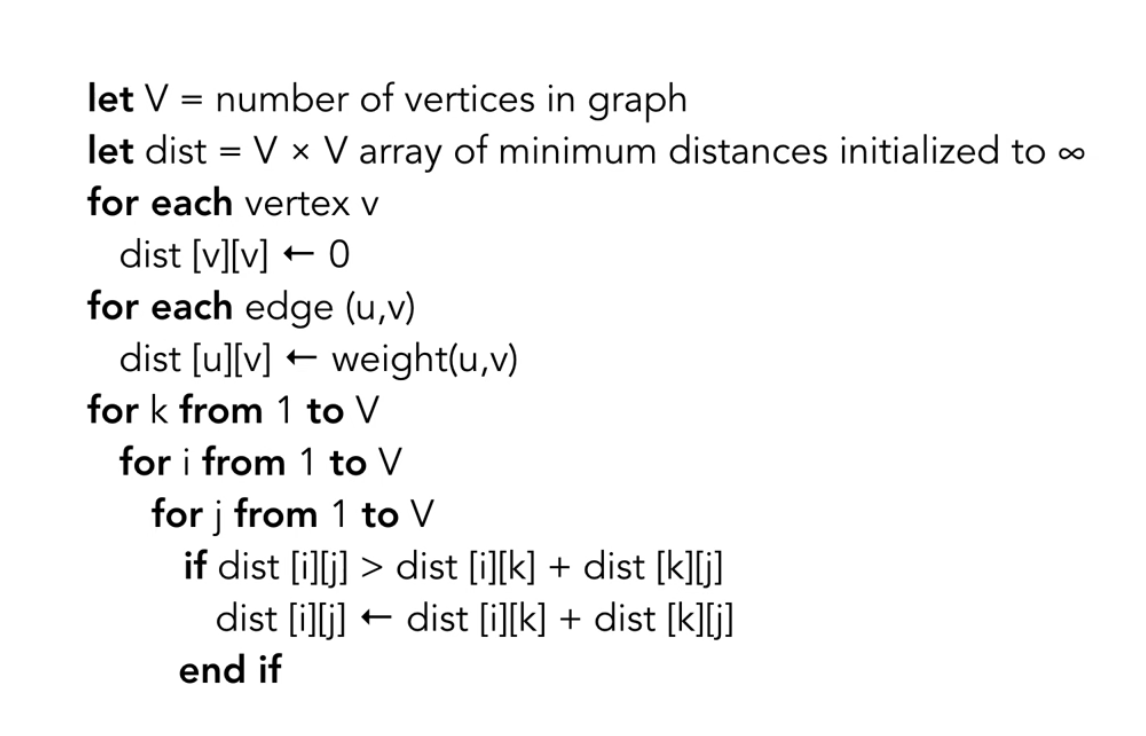 let V = number of vertices in graph
let dist = V × V array of minimum distances initialized to ∞
for each vertex v
dist [v][v] ← 0
for each edge (u,v)
dist [u][v] ← weight(u,v)
for k from 1 to V
for i from 1 to V
for j from 1 to V
if dist [i][j] > dist [i][k] + dist [k][j]
dist [i][j] ← dist [i][k] + dist [k][j]
end if